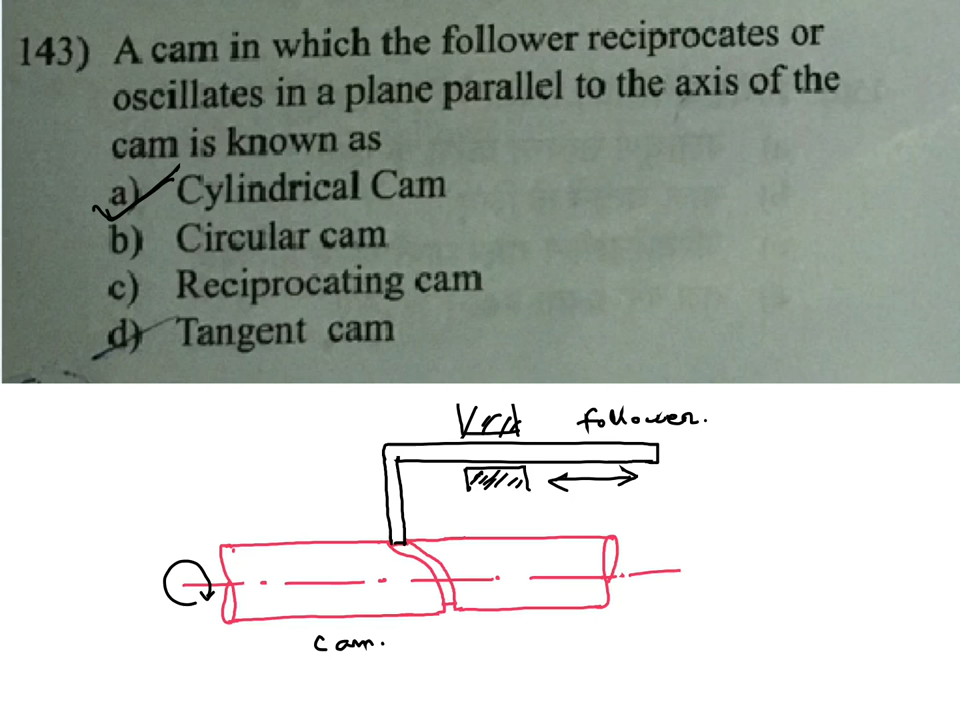 143) A cam in which the follower reciprocates or
oscillates in a plane parallel to the axis of the
cam is known as
a) Cylindrical Cam
b) Circular cam
c) Reciprocating cam
d) Tangent cam
follower.
cam.